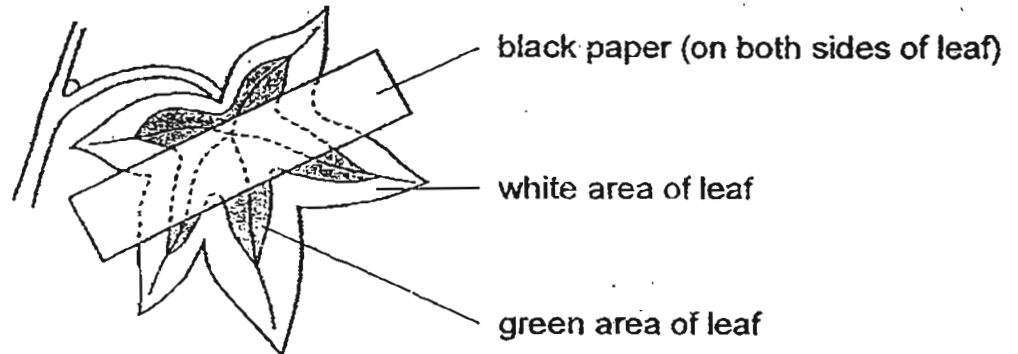 black paper (on both sides of leaf)
white area of leaf
green area of leaf